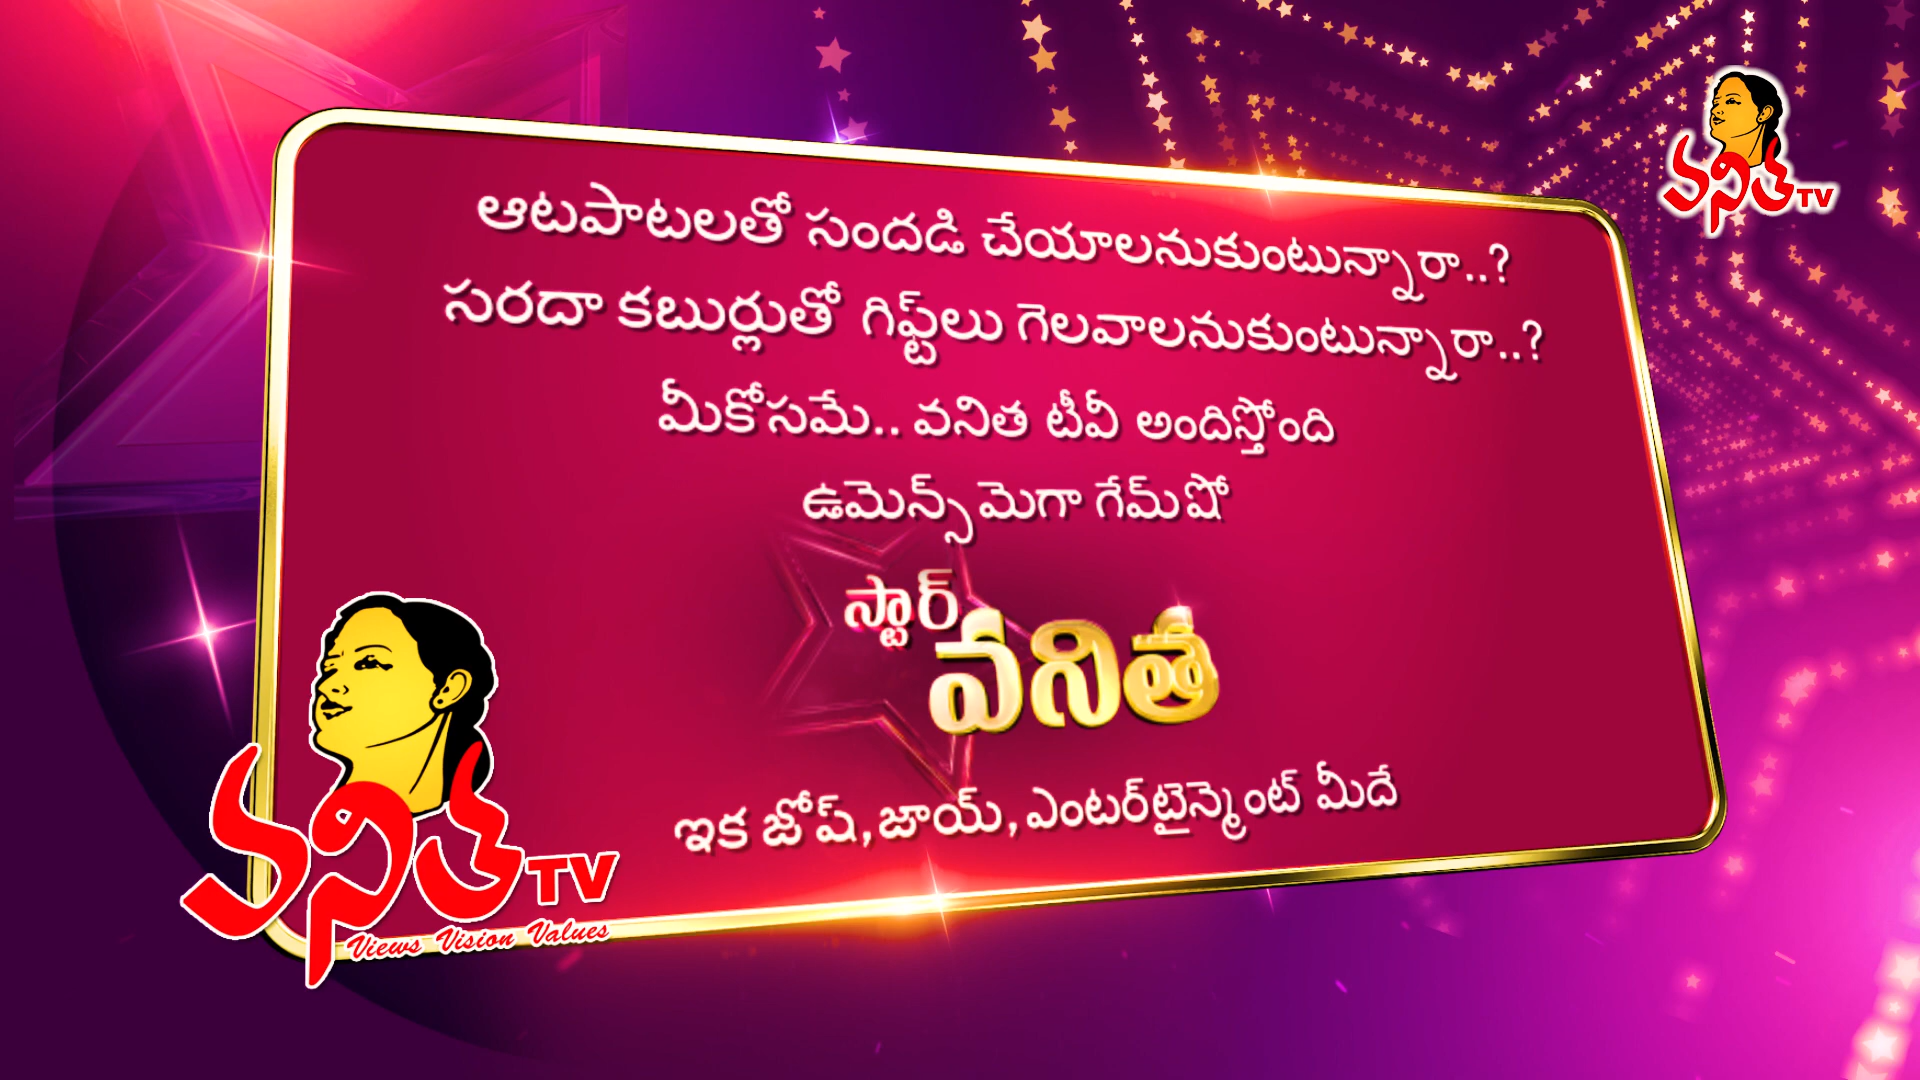 వనిత TV
ఆటపాటలతో సందడి చేయాలనుకుంటున్నారా..?
సరదా కబుర్లుతో గిఫ్ట్‌లు గెలవాలనుకుంటున్నారా..?
మీకోసమే.. వనిత టీవీ అందిస్తోంది
ఉమెన్స్ మెగా గేమ్‌షో
స్టార్
వనిత
ఇక జోష్, జాయ్, ఎంటర్‌టైన్మెంట్ మీదే
వనిత TV
Views Vision Values